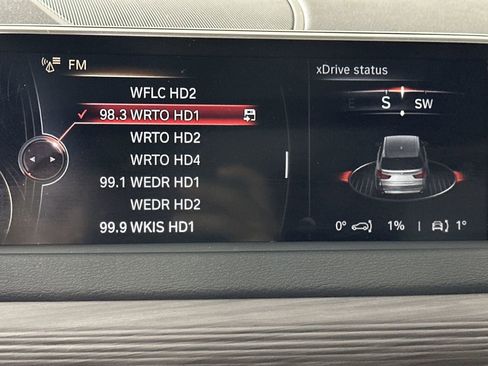 FM
WFLC HD2
98.3 WRTO HD1
WRTO HD2
WRTO HD4
99.1 WEDR HD1
WEDR HD2
99.9 WKIS HD1
xDrive status
E S SW
0° 1% | 1°